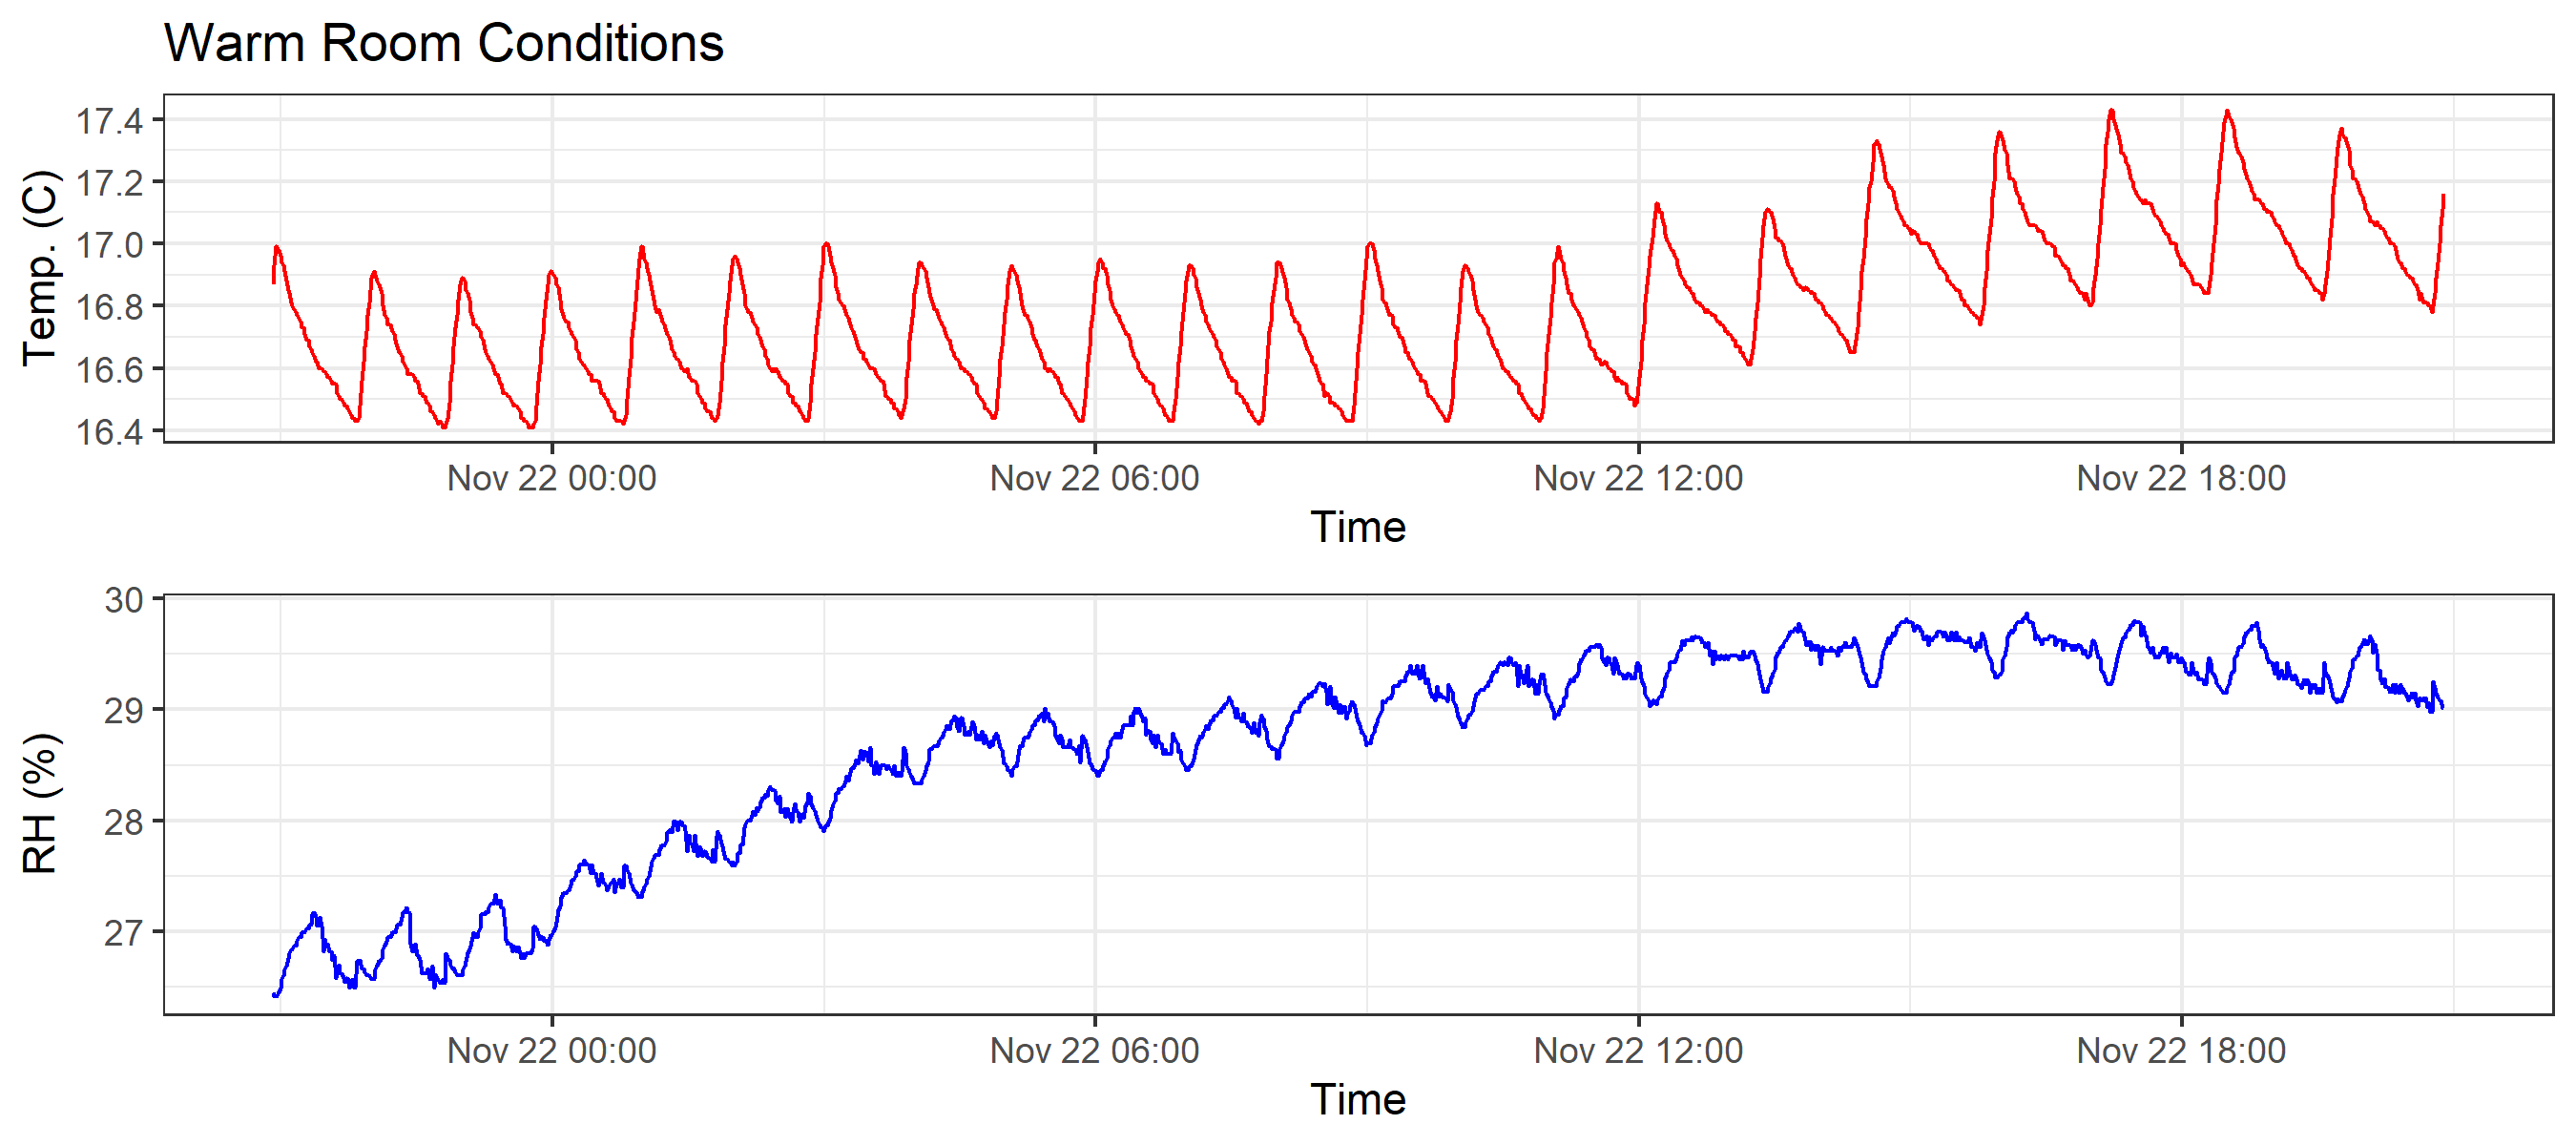 Warm Room Conditions
Temp. (C)
17.4
17.2
17.0
16.8
16.6
16.4
Nov 22 00:00 Nov 22 06:00 Nov 22 12:00 Nov 22 18:00
Time
RH (%)
30
29
28
27
Nov 22 00:00 Nov 22 06:00 Nov 22 12:00 Nov 22 18:00
Time